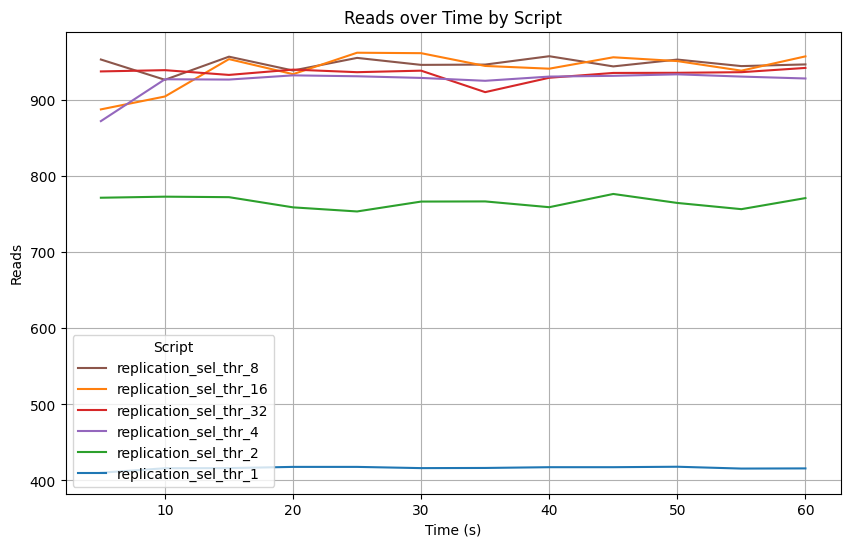 Reads over Time by Script
Reads
900
800
700
600
500
400
Script
replication_sel_thr_8
replication_sel_thr_16
replication_sel_thr_32
replication_sel_thr_4
replication_sel_thr_2
replication_sel_thr_1
10
20
30
40
50
60
Time (s)